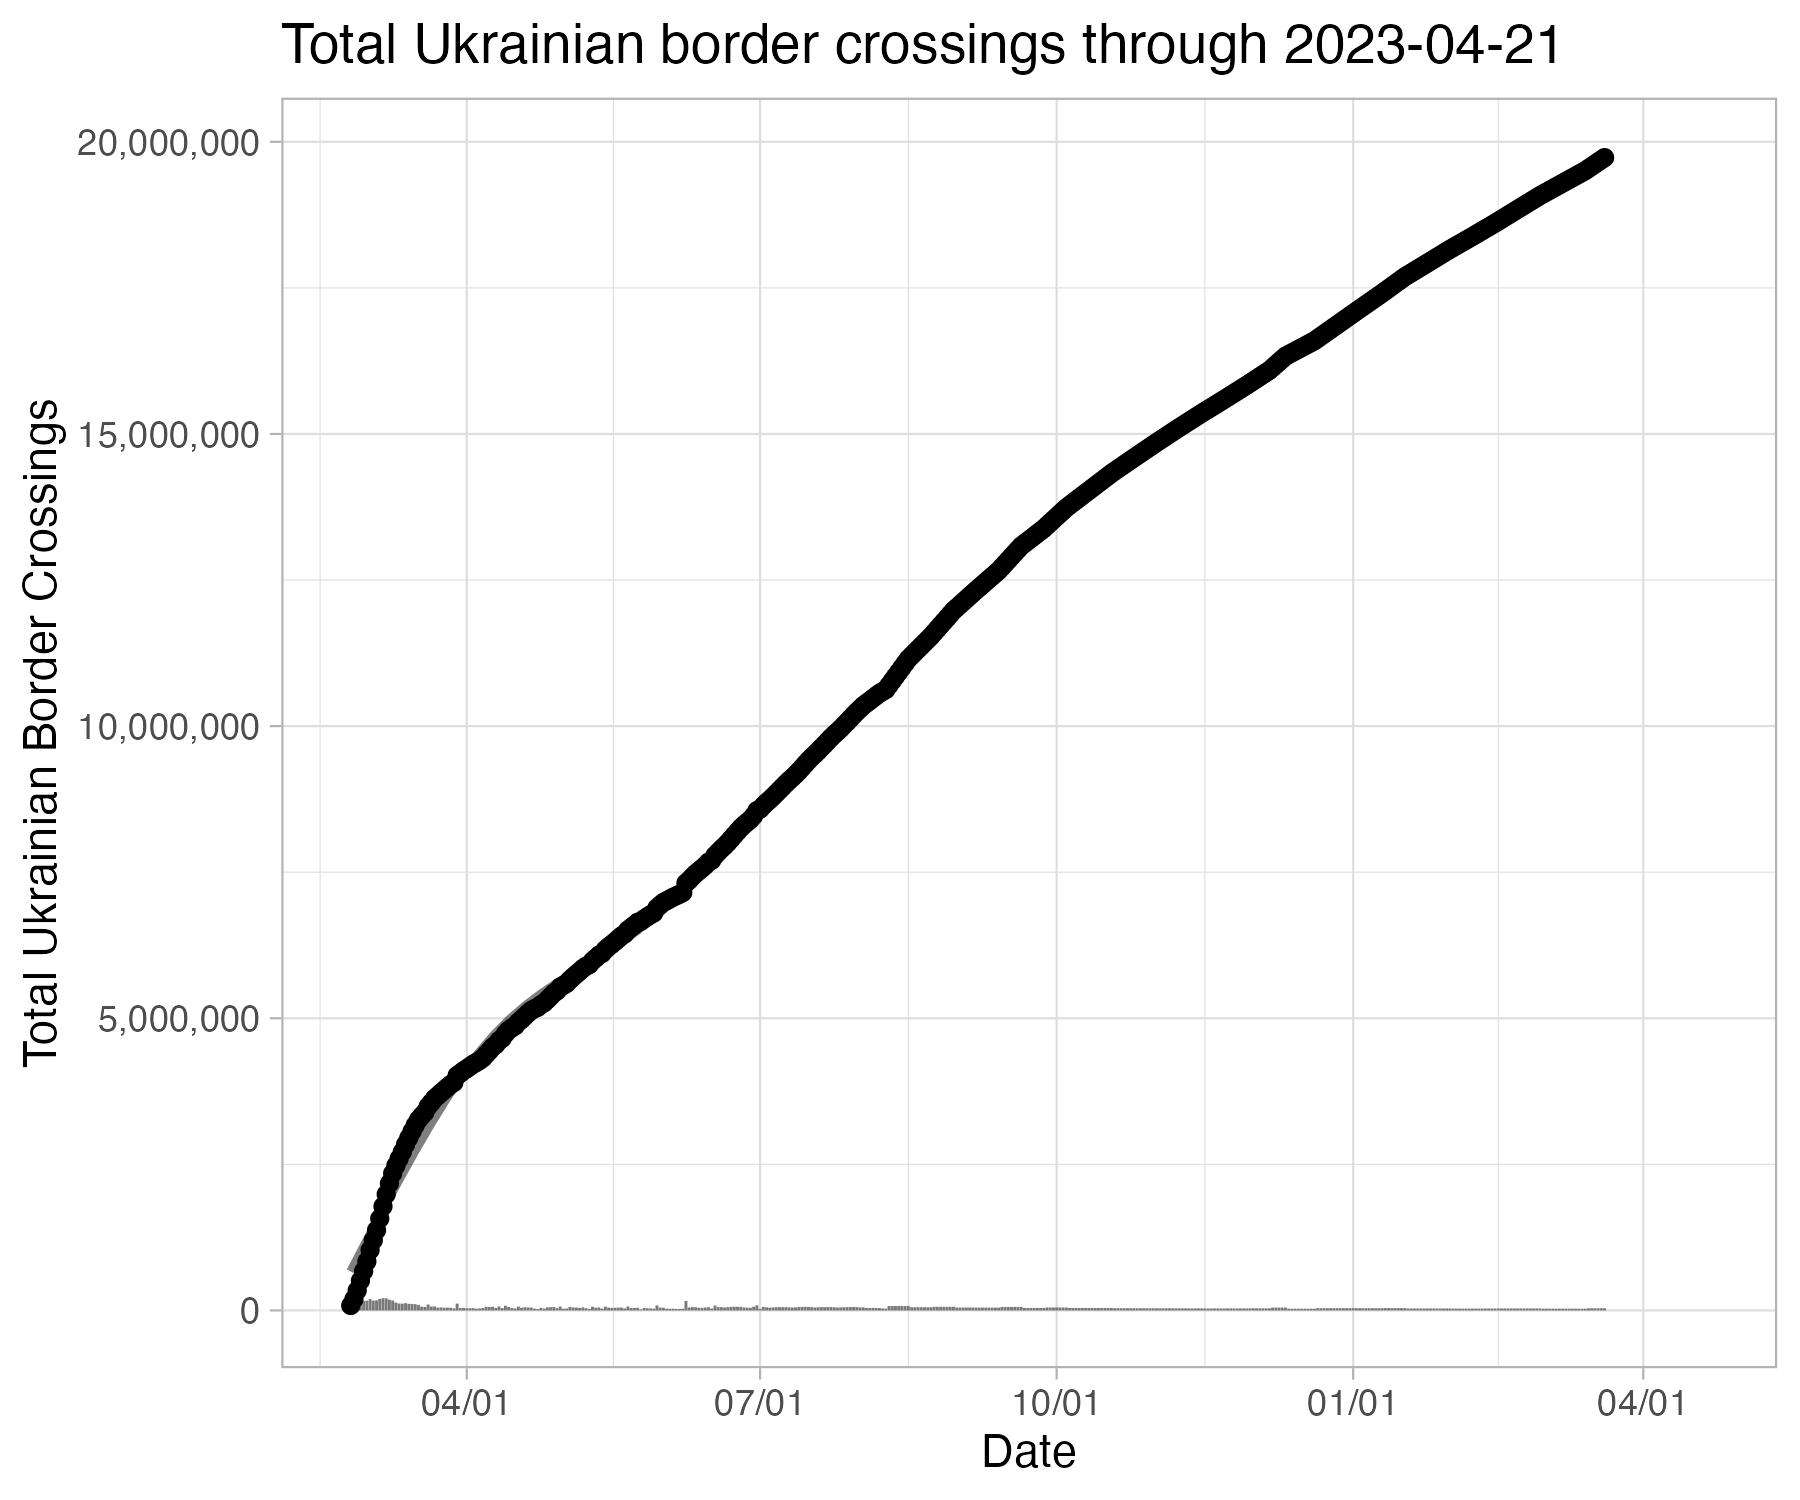 Total Ukrainian border crossings through 2023-04-21
Total Ukrainian Border Crossings
20,000,000
15,000,000
10,000,000
5,000,000
0
04/01 07/01 10/01 01/01 04/01
Date